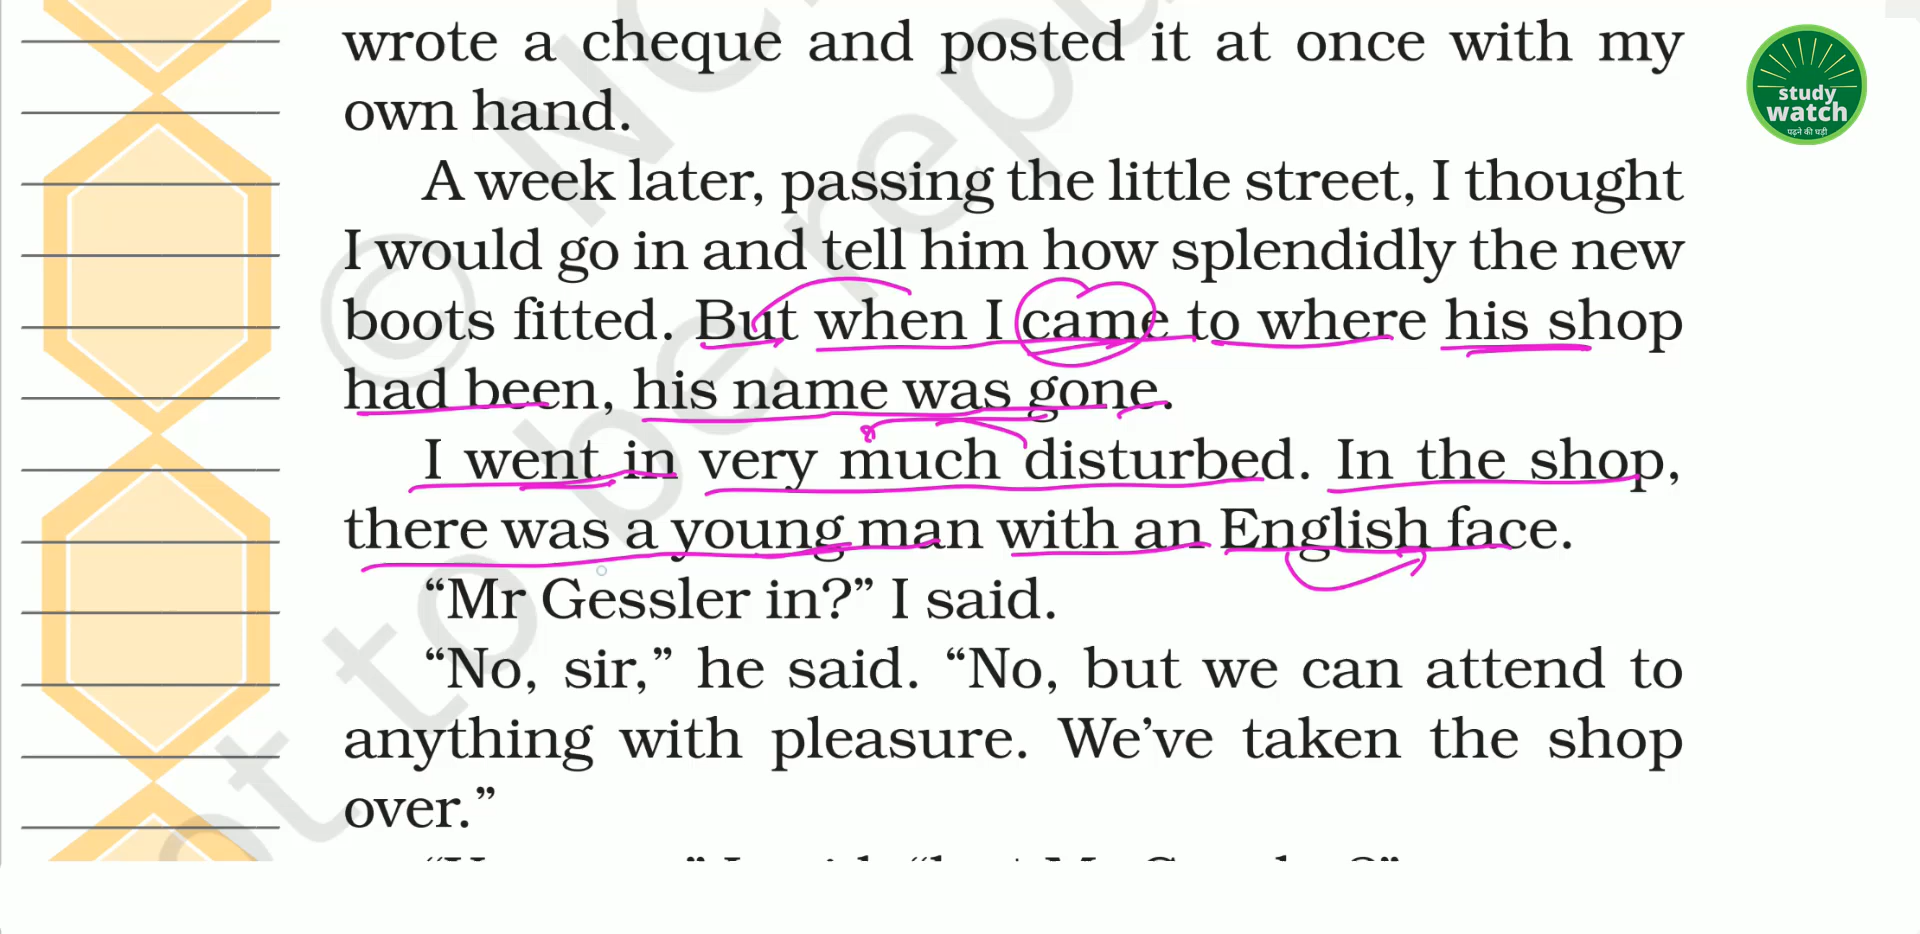 wrote a cheque and posted it at once with my
own hand.
A week later, passing the little street, I thought
I would go in and tell him how splendidly the new
boots fitted. But when I came to where his shop
had been, his name was gone.
I went in very much disturbed. In the shop,
there was a young man with an English face.
“Mr Gessler in?” I said.
“No, sir,” he said. “No, but we can attend to
anything with pleasure. We’ve taken the shop
over.”
study
watch
पढ़ने की घड़ी